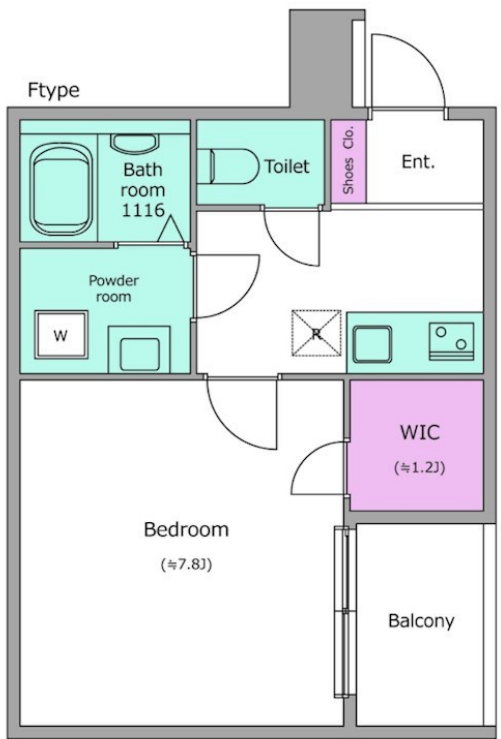 Ftype
Bath
room
1116
Toilet
Shoes Clo.
Ent.
Powder
room
W
R
WIC
(≒1.2J)
Bedroom
(≒7.8J)
Balcony